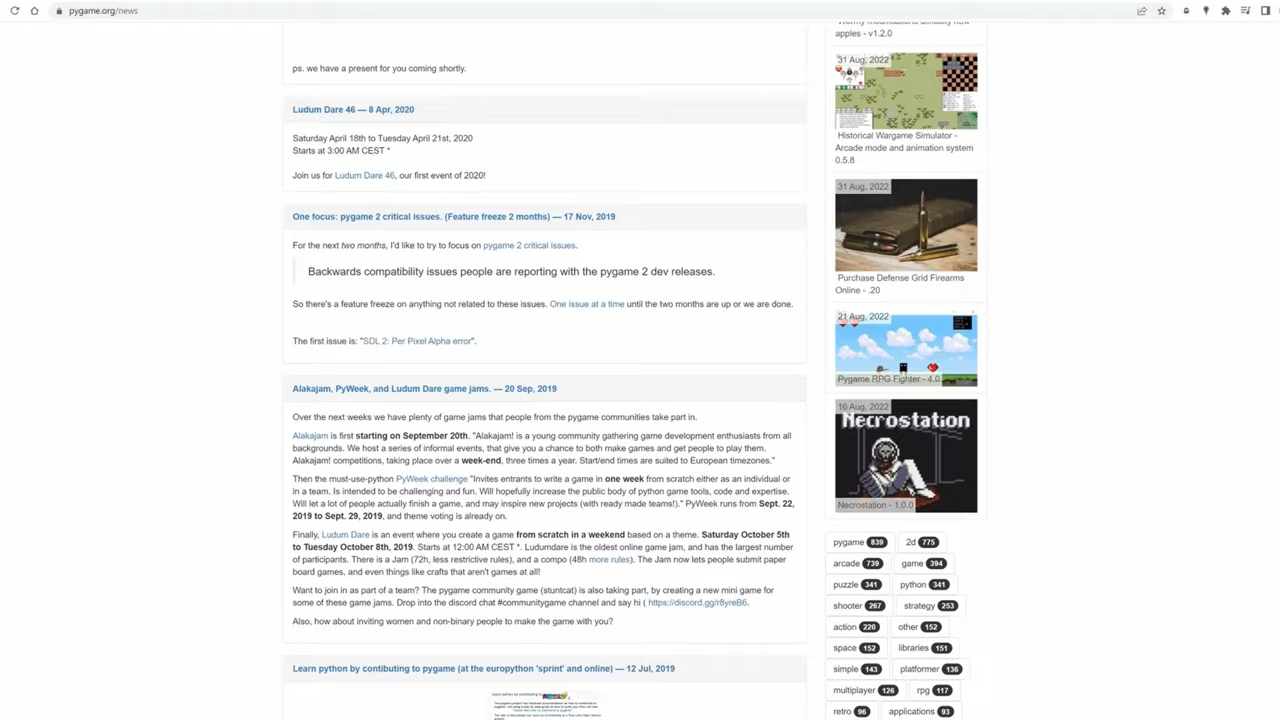 pygame.org/news
ps. we have a present for you coming shortly.
Ludum Dare 46 — 8 Apr, 2020
Saturday April 18th to Tuesday April 21st, 2020
Starts at 3:00 AM CEST *
Join us for Ludum Dare 46, our first event of 2020!
One focus: pygame 2 critical issues. (Feature freeze 2 months) — 17 Nov, 2019
For the next two months, I'd like to try to focus on pygame 2 critical issues.
Backwards compatibility issues people are reporting with the pygame 2 dev releases.
So there's a feature freeze on anything not related to these issues. One issue at a time until the two months are up or we are done.
The first issue is: "SDL 2: Per Pixel Alpha error".
Alakajam, PyWeek, and Ludum Dare game jams. — 20 Sep, 2019
Over the next weeks we have plenty of game jams that people from the pygame communities take part in.
Alakajam is first starting on September 20th. "Alakajam! is a young community gathering game development enthusiasts from all
backgrounds. We host a series of informal events, that give you a chance to both make games and get people to play them.
Alakajam! competitions, taking place over a week-end, three times a year. Start/end times are suited to European timezones."
Then the must-use-python PyWeek challenge "Invites entrants to write a game in one week from scratch either as an individual or
in a team. Is intended to be challenging and fun. Will hopefully increase the public body of python game tools, code and expertise.
Will let a lot of people actually finish a game, and may inspire new projects (with ready made teams!)." PyWeek runs from Sept. 22,
2019 to Sept. 29, 2019, and theme voting is already on.
Finally, Ludum Dare is an event where you create a game from scratch in a weekend based on a theme. Saturday October 5th
to Tuesday October 8th, 2019. Starts at 12:00 AM CEST *. Ludumdare is the oldest online game jam, and has the largest number
of participants. There is a Jam (72h, less restrictive rules), and a compo (48h more rules). The Jam now lets people submit paper
board games, and even things like crafts that aren't games at all!
Want to join in as part of a team? The pygame community game (stuntcat) is also taking part, by creating a new mini game for
some of these game jams. Drop into the discord chat #communitygame channel and say hi ( https://discord.gg/r8yreB6.
Also, how about inviting women and non-binary people to make the game with you?
Learn python by contibuting to pygame (at the europython 'sprint' and online) — 12 Jul, 2019
apples - v1.2.0
31 Aug, 2022
Historical Wargame Simulator -
Arcade mode and animation system
0.5.8
31 Aug, 2022
Purchase Defense Grid Firearms
Online - .20
21 Aug, 2022
Pygame RPG Fighter - 4.0
16 Aug, 2022
Necrostation
Necrostation - 1.0.0
pygame 839 2d 775
arcade 739 game 394
puzzle 341 python 341
shooter 267 strategy 253
action 220 other 152
space 152 libraries 151
simple 143 platformer 136
multiplayer 126 rpg 117
retro 96 applications 93